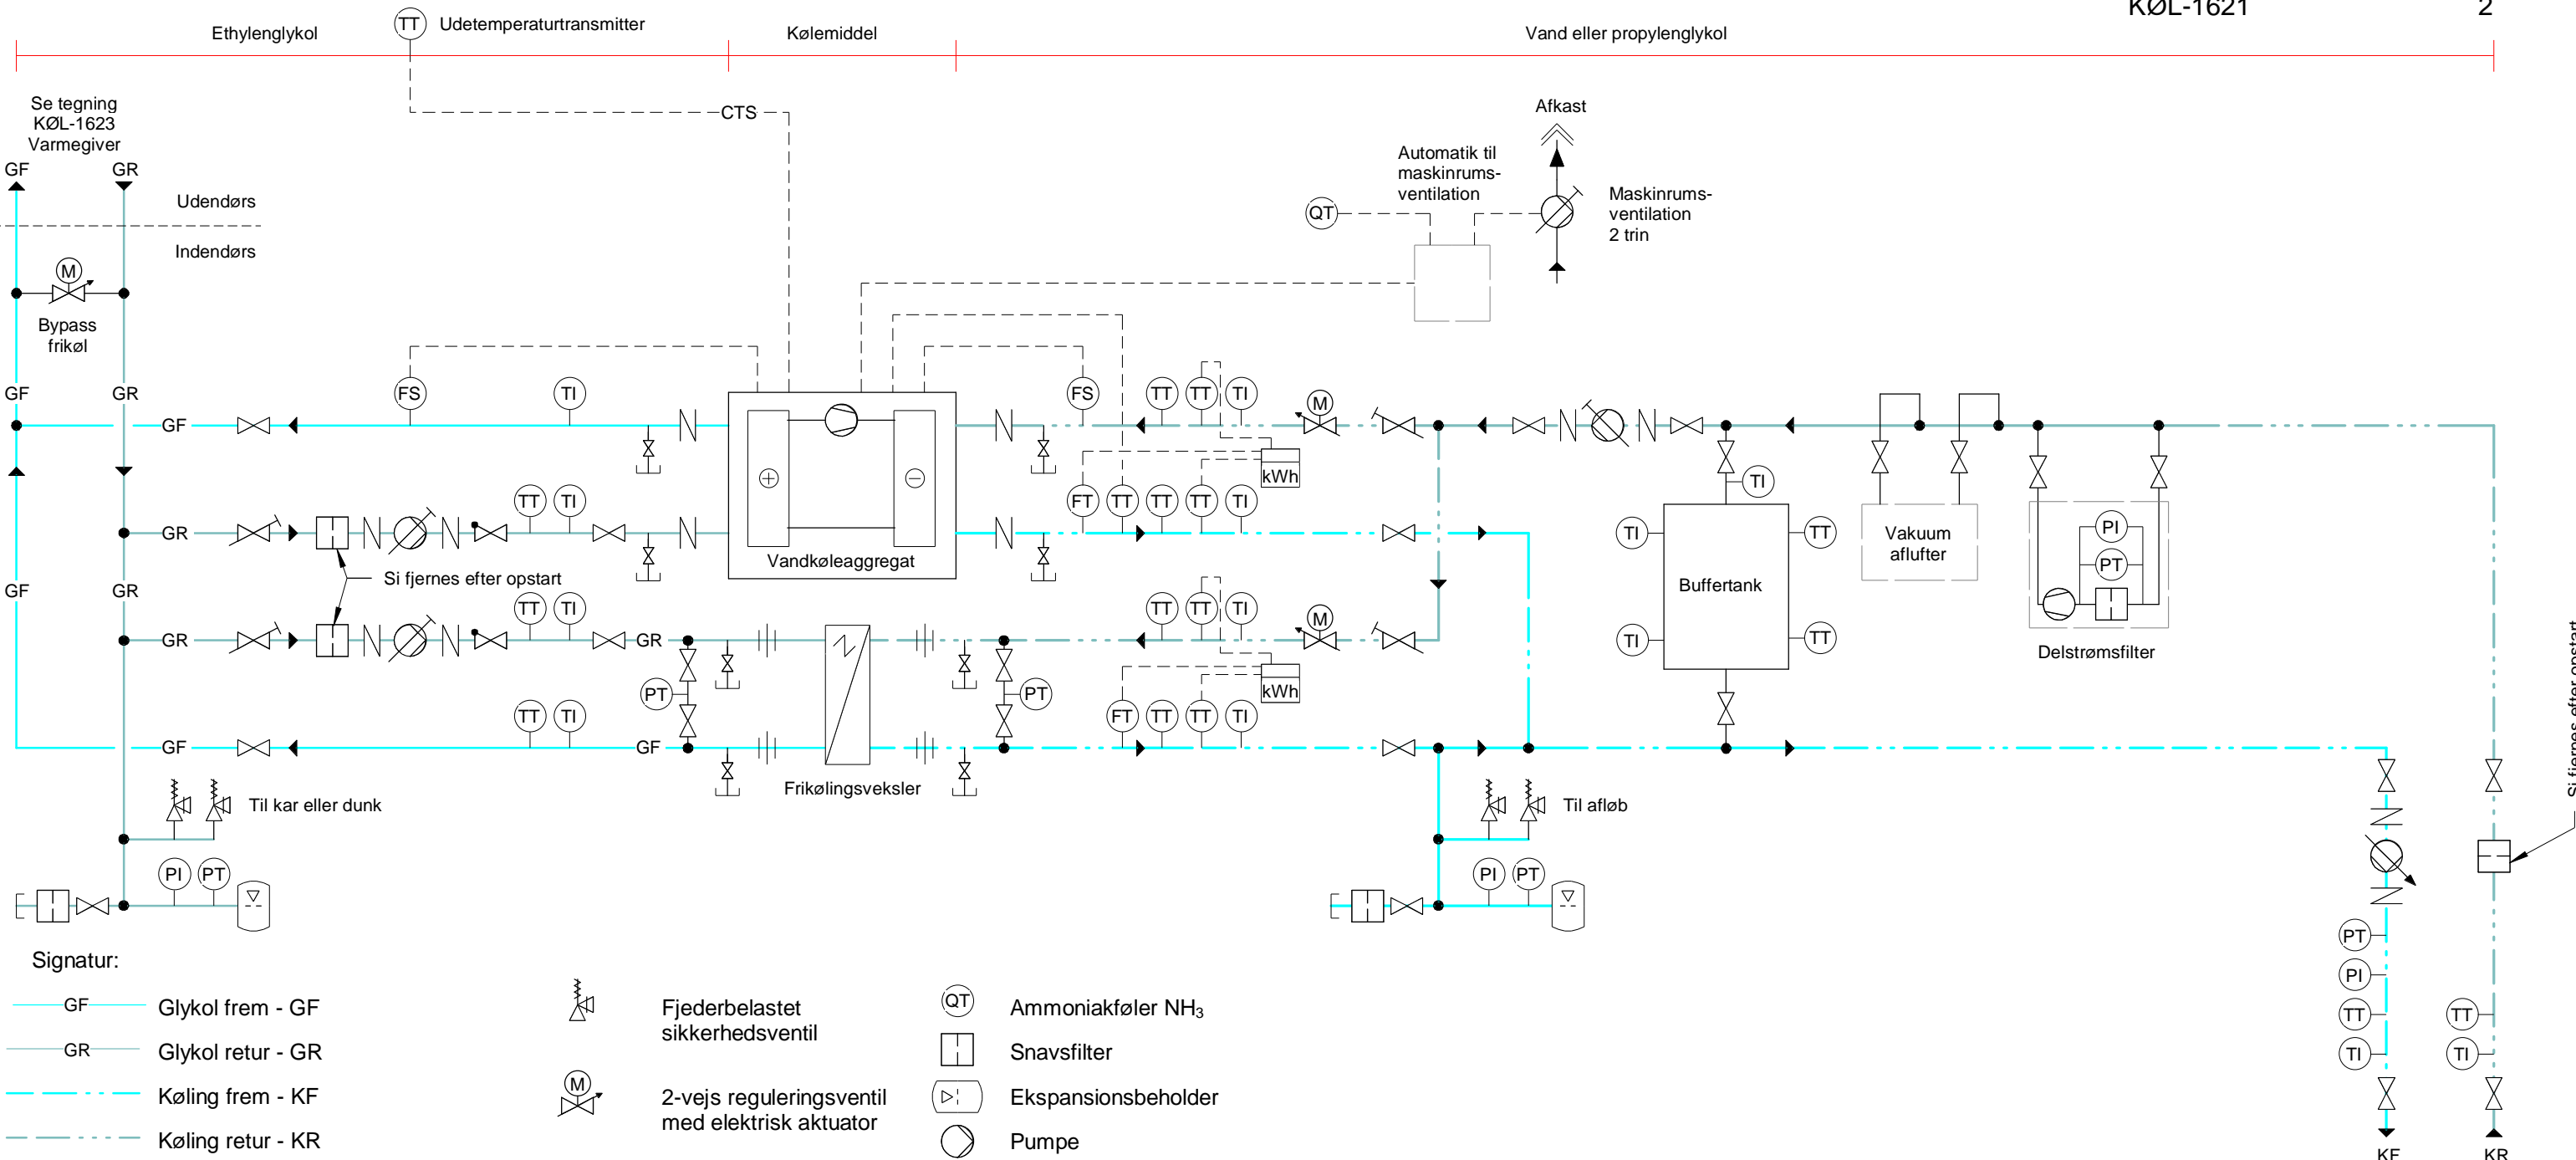 KØL-1621 2
Ethylenglykol
TT
Udetemperaturtransmitter
Kølemiddel
Vand eller propylenglykol
Se tegning
KØL-1623
Varmegiver
GF GR
Udendørs
Indendørs
M
Bypass
frikøl
CTS
Afkast
Automatik til
maskinrums-
ventilation
QT
Maskinrums-
ventilation
2 trin
GF GR FS TI FS TT TT TI M
GF
kWh
TT TI FT TT TT TT TI
GR
TI
TI TT
Vandkøleaggregat
Vakuum
aflufter
PI
PT
Si fjernes efter opstart
GF GR
Buffertank
TT TI TT TT TI M
GR GR
TI TT
Delstrømsfilter
kWh
PT PT
TT TI FT TT TT TI
GF GF
Frikølingsveksler
Si fjernes efter opstart
Til kar eller dunk
Til afløb
PI PT PI PT
PT
PI
TT TT
TI TI
KF KR
Signatur:
GF Glykol frem - GF
GR Glykol retur - GR
Køling frem - KF
Køling retur - KR
Fjederbelastet
sikkerhedsventil
M
2-vejs reguleringsventil
med elektrisk aktuator
QT Ammoniakføler NH₃
Snavsfilter
Ekspansionsbeholder
Pumpe